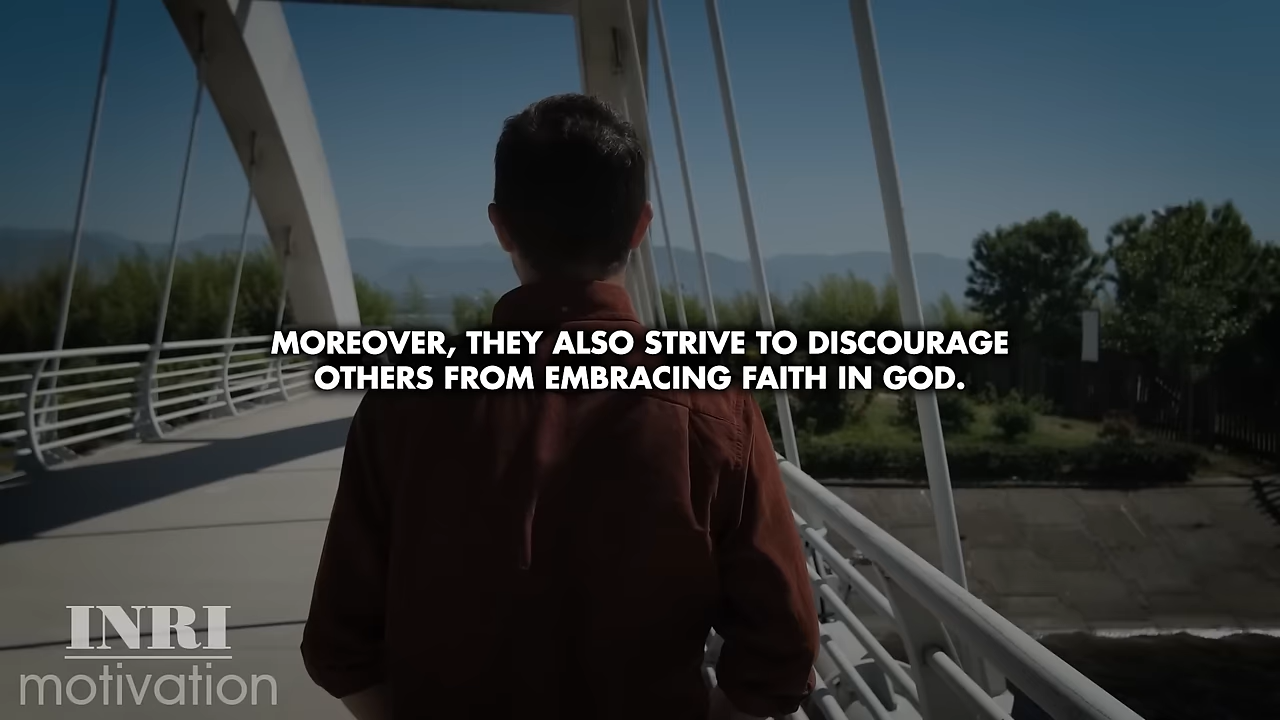 MOREOVER, THEY ALSO STRIVE TO DISCOURAGE
OTHERS FROM EMBRACING FAITH IN GOD.
INRI
motivation